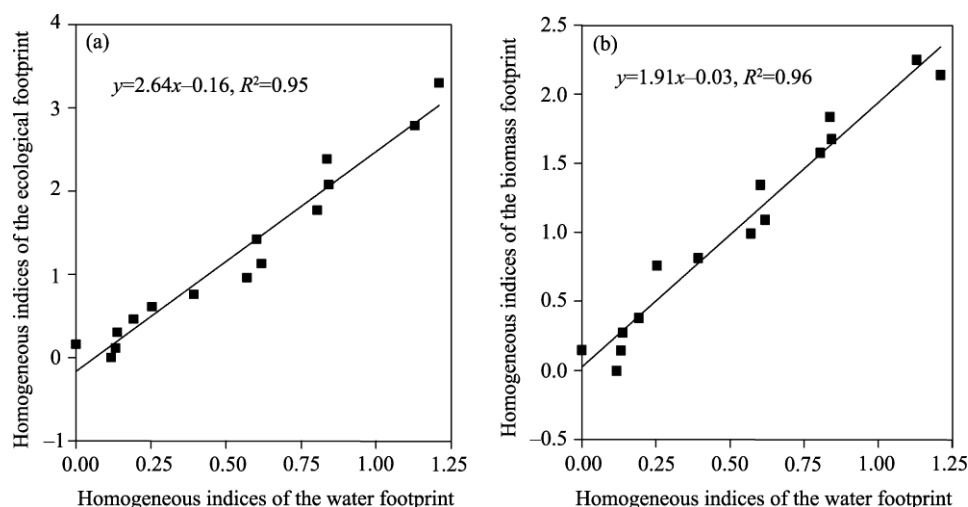 (a)
y=2.64x–0.16, R²=0.95
Homogeneous indices of the ecological footprint
4
3
2
1
0
–1
0.00 0.25 0.50 0.75 1.00 1.25
Homogeneous indices of the water footprint
(b)
y=1.91x–0.03, R²=0.96
Homogeneous indices of the biomass footprint
2.5
2.0
1.5
1.0
0.5
0.0
–0.5
0.00 0.25 0.50 0.75 1.00 1.25
Homogeneous indices of the water footprint